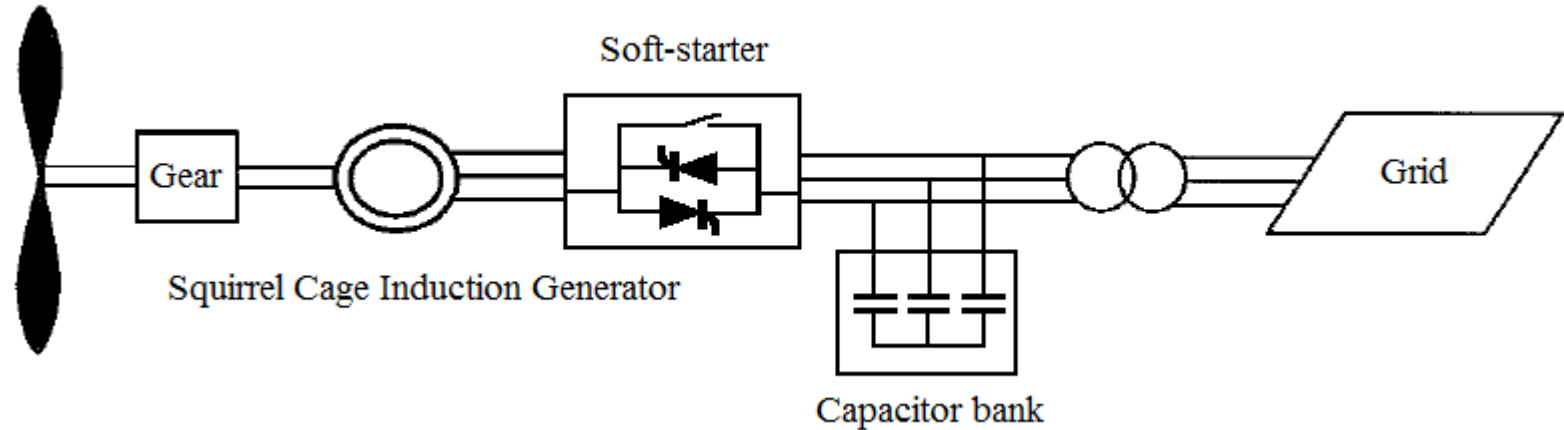 Soft-starter
Gear
Grid
Squirrel Cage Induction Generator
Capacitor bank